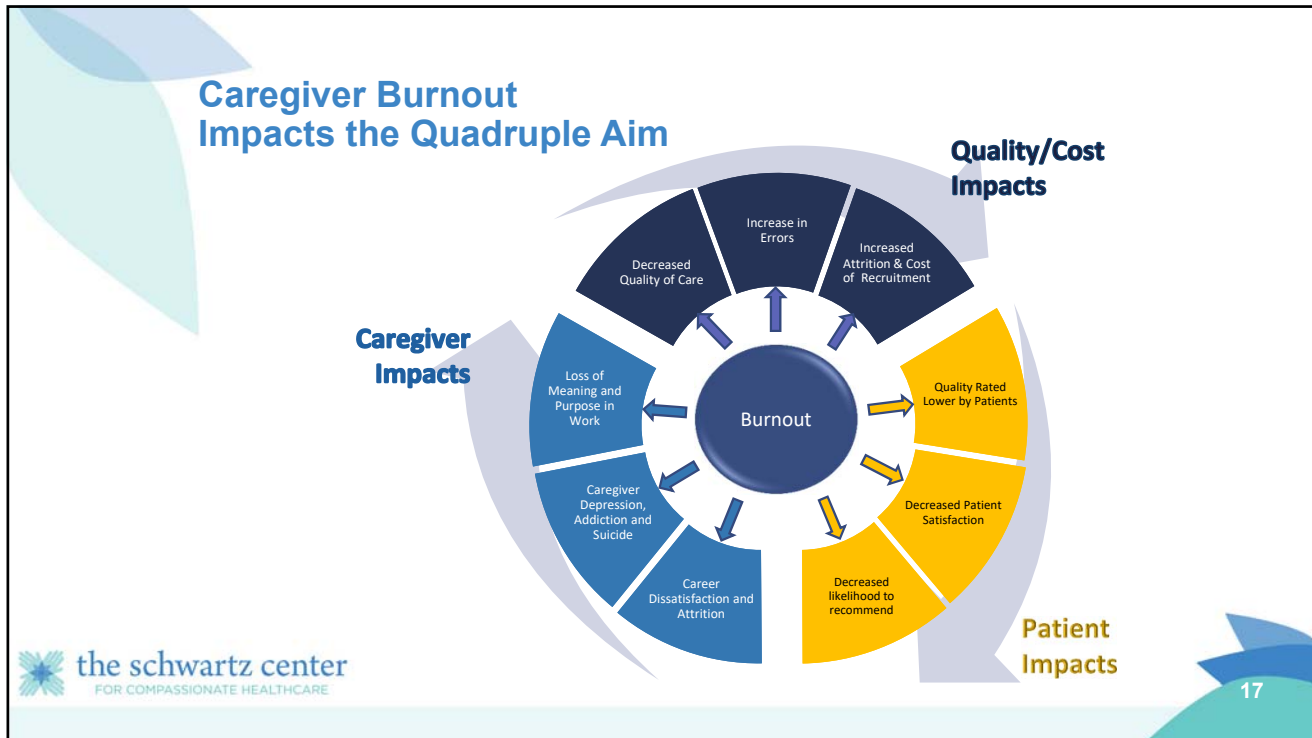 Caregiver Burnout
Impacts the Quadruple Aim
Quality/Cost
Impacts
Increase in
Errors
Decreased
Quality of Care
Increased
Attrition & Cost
of Recruitment
Caregiver
Impacts
Loss of
Meaning and
Purpose in
Work
Burnout
Quality Rated
Lower by Patients
Caregiver
Depression,
Addiction and
Suicide
Decreased Patient
Satisfaction
Career
Dissatisfaction and
Attrition
Decreased
likelihood to
recommend
Patient
Impacts
the schwartz center
FOR COMPASSIONATE HEALTHCARE
17